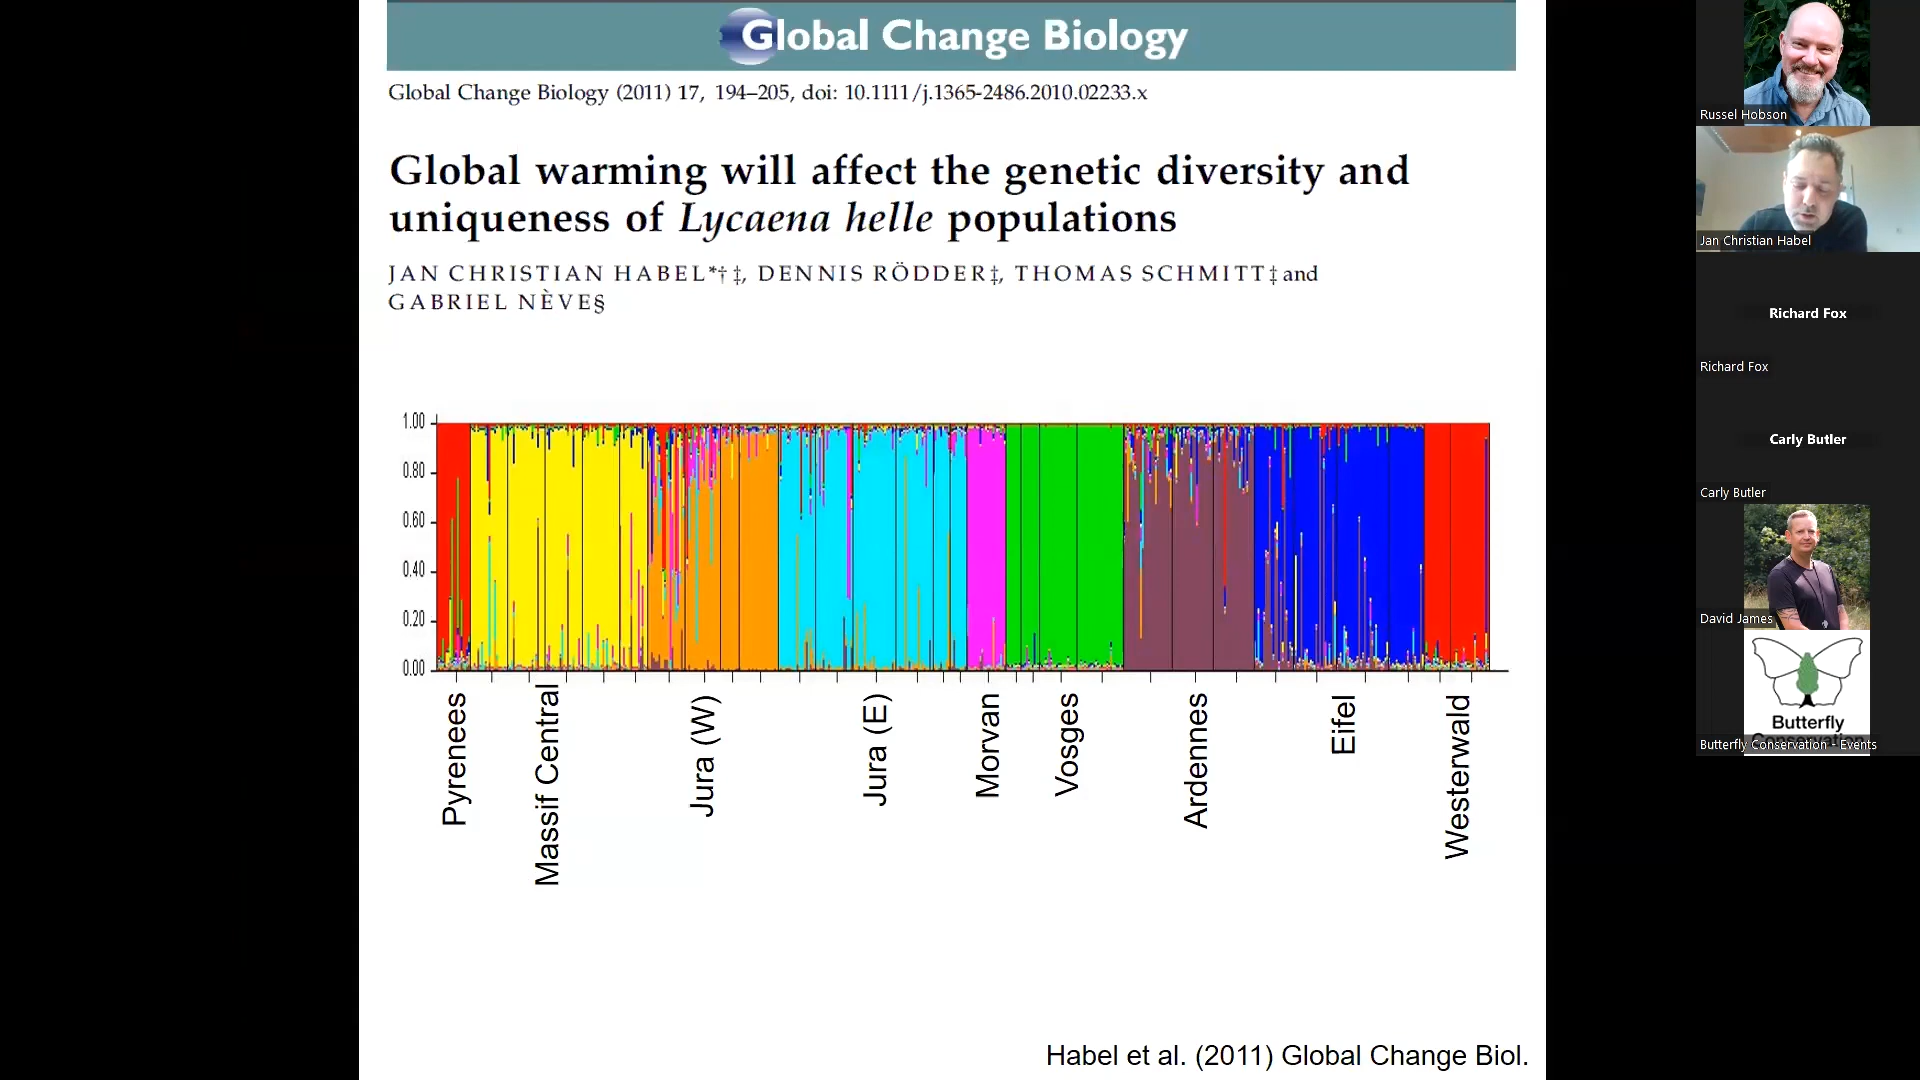 Global Change Biology
Global Change Biology (2011) 17, 194–205, doi: 10.1111/j.1365-2486.2010.02233.x
Global warming will affect the genetic diversity and
uniqueness of Lycaena helle populations
JAN CHRISTIAN HABEL*†‡, DENNIS RÖDDER‡, THOMAS SCHMITT‡ and
GABRIEL NÈVE§
1.00
0.80
0.60
0.40
0.20
0.00
Pyrenees
Massif Central
Jura (W)
Jura (E)
Morvan
Vosges
Ardennes
Eifel
Westerwald
Habel et al. (2011) Global Change Biol.
Russel Hobson
Jan Christian Habel
Richard Fox
Richard Fox
Carly Butler
Carly Butler
David James
Butterfly
Conservation
Butterfly Conservation - Events